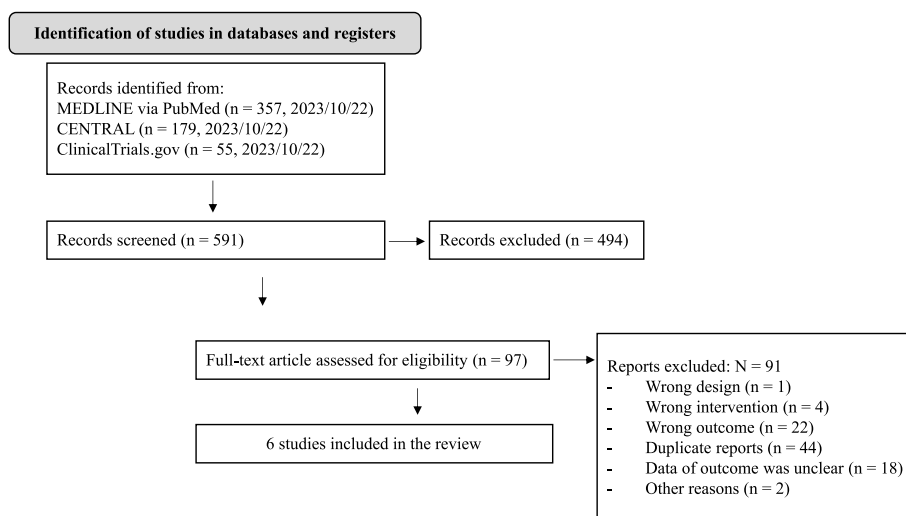 Identification of studies in databases and registers
Records identified from:
MEDLINE via PubMed (n = 357, 2023/10/22)
CENTRAL (n = 179, 2023/10/22)
ClinicalTrials.gov (n = 55, 2023/10/22)
Records screened (n = 591)
Records excluded (n = 494)
Full-text article assessed for eligibility (n = 97)
Reports excluded: N = 91
- Wrong design (n = 1)
- Wrong intervention (n = 4)
- Wrong outcome (n = 22)
- Duplicate reports (n = 44)
- Data of outcome was unclear (n = 18)
- Other reasons (n = 2)
6 studies included in the review